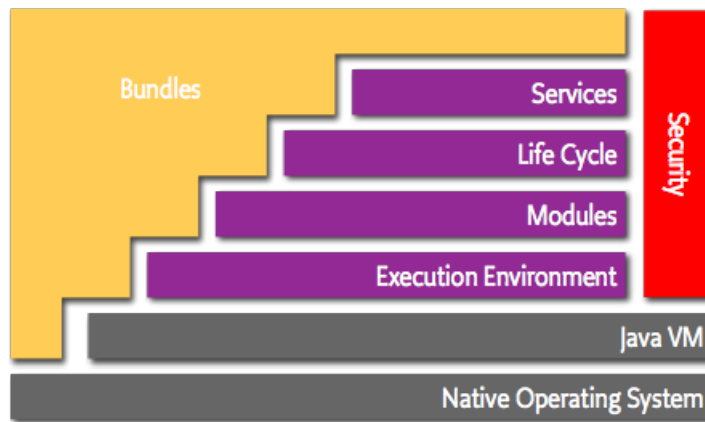 Bundles
Services
Life Cycle
Modules
Execution Environment
Security
Java VM
Native Operating System